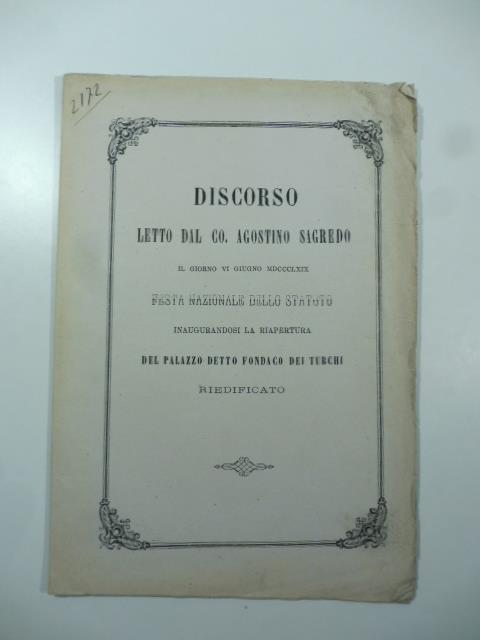 2172
DISCORSO
LETTO DAL CO. AGOSTINO SAGREDO
IL GIORNO VI GIUGNO MDCCCLXIX
FESTA NAZIONALE DELLO STATUTO
INAUGURANDOSI LA RIAPERTURA
DEL PALAZZO DETTO FONDACO DEI TURCHI
RIEDIFICATO